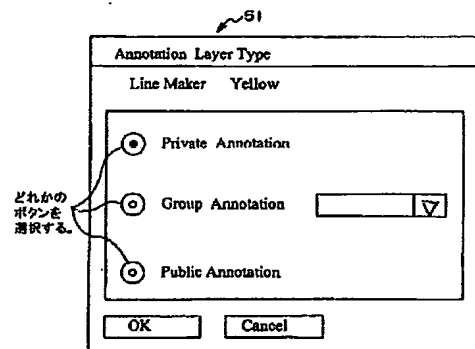 51
Annotation Layer Type
Line Maker Yellow
Private Annotation
どれかの
ボタンを
選択する。
Group Annotation
Public Annotation
OK Cancel